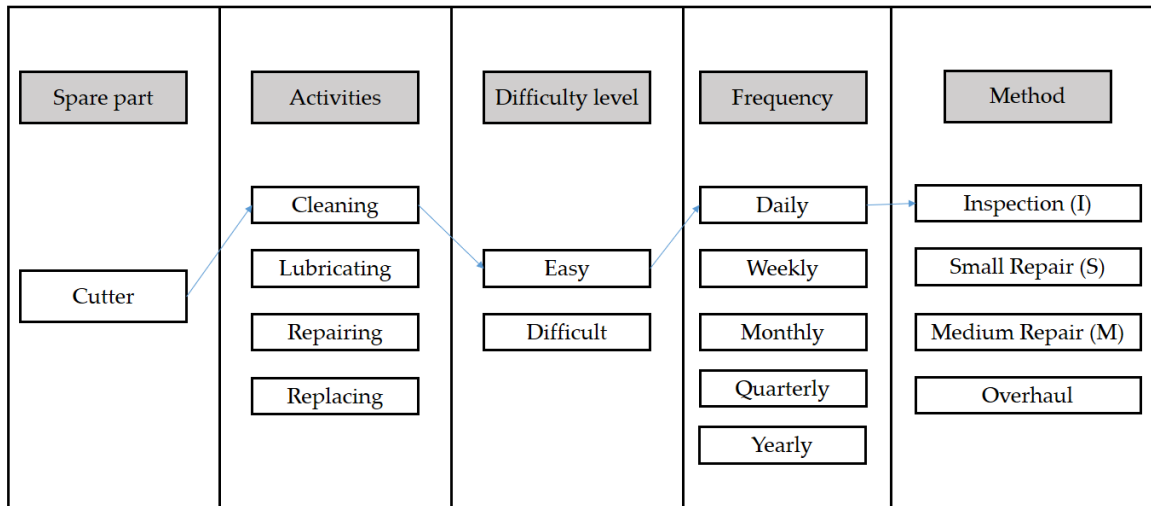 Spare part
Activities
Difficulty level
Frequency
Method
Cutter
Cleaning
Lubricating
Repairing
Replacing
Easy
Difficult
Daily
Weekly
Monthly
Quarterly
Yearly
Inspection (I)
Small Repair (S)
Medium Repair (M)
Overhaul